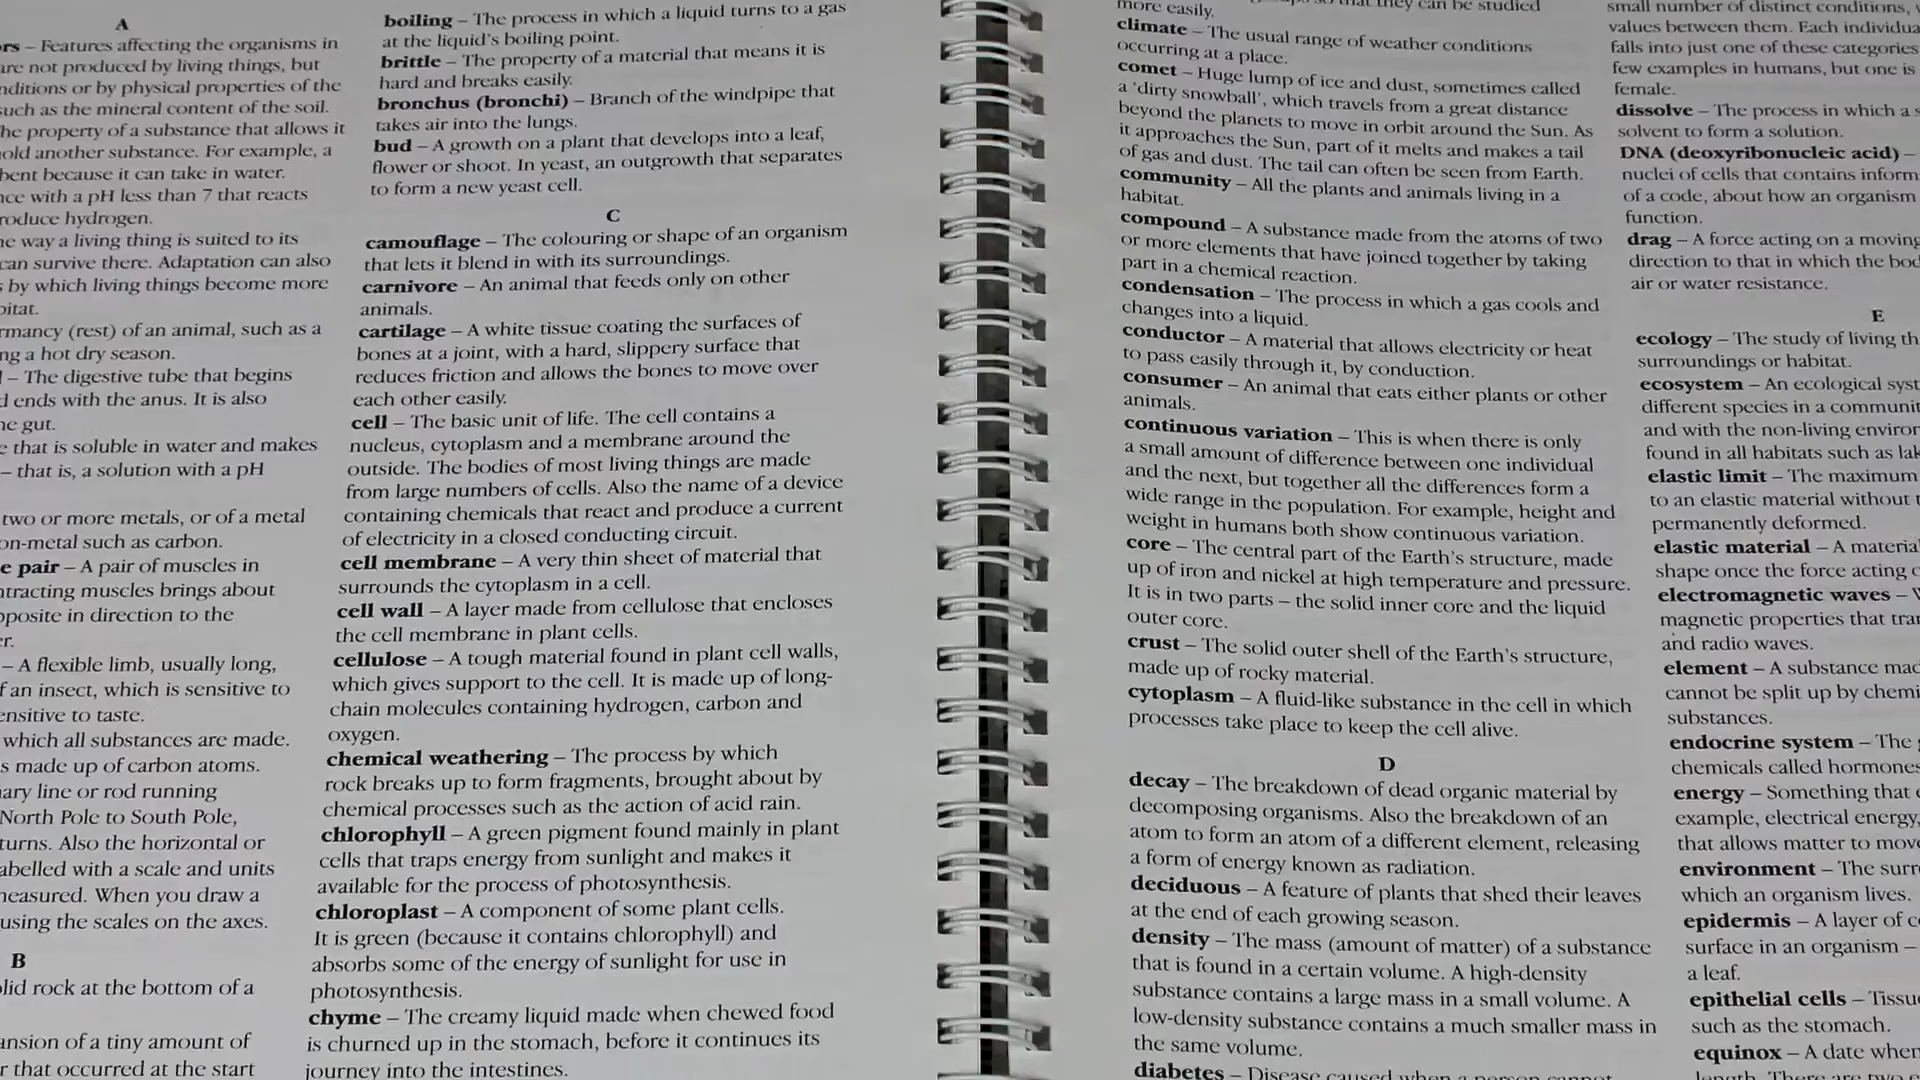 A
rs – Features affecting the organisms in
are not produced by living things, but
nditions or by physical properties of the
such as the mineral content of the soil.
he property of a substance that allows it
old another substance. For example, a
bent because it can take in water.
nce with a pH less than 7 that reacts
roduce hydrogen.
he way a living thing is suited to its
can survive there. Adaptation can also
s by which living things become more
bitat.
rmancy (rest) of an animal, such as a
ng a hot dry season.
l – The digestive tube that begins
d ends with the anus. It is also
he gut.
e that is soluble in water and makes
– that is, a solution with a pH
two or more metals, or of a metal
on-metal such as carbon.
e pair – A pair of muscles in
ntracting muscles brings about
pposite in direction to the
er.
– A flexible limb, usually long,
f an insect, which is sensitive to
ensitive to taste.
which all substances are made.
s made up of carbon atoms.
nary line or rod running
North Pole to South Pole,
turns. Also the horizontal or
abelled with a scale and units
neasured. When you draw a
using the scales on the axes.
B
olid rock at the bottom of a
ansion of a tiny amount of
r that occurred at the start
boiling – The process in which a liquid turns to a gas
at the liquid's boiling point.
brittle – The property of a material that means it is
hard and breaks easily.
bronchus (bronchi) – Branch of the windpipe that
takes air into the lungs.
bud – A growth on a plant that develops into a leaf,
flower or shoot. In yeast, an outgrowth that separates
to form a new yeast cell.
C
camouflage – The colouring or shape of an organism
that lets it blend in with its surroundings.
carnivore – An animal that feeds only on other
animals.
cartilage – A white tissue coating the surfaces of
bones at a joint, with a hard, slippery surface that
reduces friction and allows the bones to move over
each other easily.
cell – The basic unit of life. The cell contains a
nucleus, cytoplasm and a membrane around the
outside. The bodies of most living things are made
from large numbers of cells. Also the name of a device
containing chemicals that react and produce a current
of electricity in a closed conducting circuit.
cell membrane – A very thin sheet of material that
surrounds the cytoplasm in a cell.
cell wall – A layer made from cellulose that encloses
the cell membrane in plant cells.
cellulose – A tough material found in plant cell walls,
which gives support to the cell. It is made up of long-
chain molecules containing hydrogen, carbon and
oxygen.
chemical weathering – The process by which
rock breaks up to form fragments, brought about by
chemical processes such as the action of acid rain.
chlorophyll – A green pigment found mainly in plant
cells that traps energy from sunlight and makes it
available for the process of photosynthesis.
chloroplast – A component of some plant cells.
It is green (because it contains chlorophyll) and
absorbs some of the energy of sunlight for use in
photosynthesis.
chyme – The creamy liquid made when chewed food
is churned up in the stomach, before it continues its
journey into the intestines.
so that they can be studied
more easily.
climate – The usual range of weather conditions
occurring at a place.
comet – Huge lump of ice and dust, sometimes called
a 'dirty snowball', which travels from a great distance
beyond the planets to move in orbit around the Sun. As
it approaches the Sun, part of it melts and makes a tail
of gas and dust. The tail can often be seen from Earth.
community – All the plants and animals living in a
habitat.
compound – A substance made from the atoms of two
or more elements that have joined together by taking
part in a chemical reaction.
condensation – The process in which a gas cools and
changes into a liquid.
conductor – A material that allows electricity or heat
to pass easily through it, by conduction.
consumer – An animal that eats either plants or other
animals.
continuous variation – This is when there is only
a small amount of difference between one individual
and the next, but together all the differences form a
wide range in the population. For example, height and
weight in humans both show continuous variation.
core – The central part of the Earth's structure, made
up of iron and nickel at high temperature and pressure.
It is in two parts – the solid inner core and the liquid
outer core.
crust – The solid outer shell of the Earth's structure,
made up of rocky material.
cytoplasm – A fluid-like substance in the cell in which
processes take place to keep the cell alive.
D
decay – The breakdown of dead organic material by
decomposing organisms. Also the breakdown of an
atom to form an atom of a different element, releasing
a form of energy known as radiation.
deciduous – A feature of plants that shed their leaves
at the end of each growing season.
density – The mass (amount of matter) of a substance
that is found in a certain volume. A high-density
substance contains a large mass in a small volume. A
low-density substance contains a much smaller mass in
the same volume.
diabetes – Disease caused when a person cannot
small number of distinct conditions,
values between them. Each individua
falls into just one of these categories
few examples in humans, but one is
female.
dissolve – The process in which a s
solvent to form a solution.
DNA (deoxyribonucleic acid) –
nuclei of cells that contains inform
of a code, about how an organism
function.
drag – A force acting on a moving
direction to that in which the bod
air or water resistance.
E
ecology – The study of living th
surroundings or habitat.
ecosystem – An ecological syst
different species in a communit
and with the non-living environ
found in all habitats such as lak
elastic limit – The maximum
to an elastic material without
permanently deformed.
elastic material – A materia
shape once the force acting
electromagnetic waves –
magnetic properties that tra
and radio waves.
element – A substance mad
cannot be split up by chemi
substances.
endocrine system – The
chemicals called hormones
energy – Something that
example, electrical energy,
that allows matter to mov
environment – The surr
which an organism lives.
epidermis – A layer of c
surface in an organism –
a leaf.
epithelial cells – Tissu
such as the stomach.
equinox – A date when
length. There are two